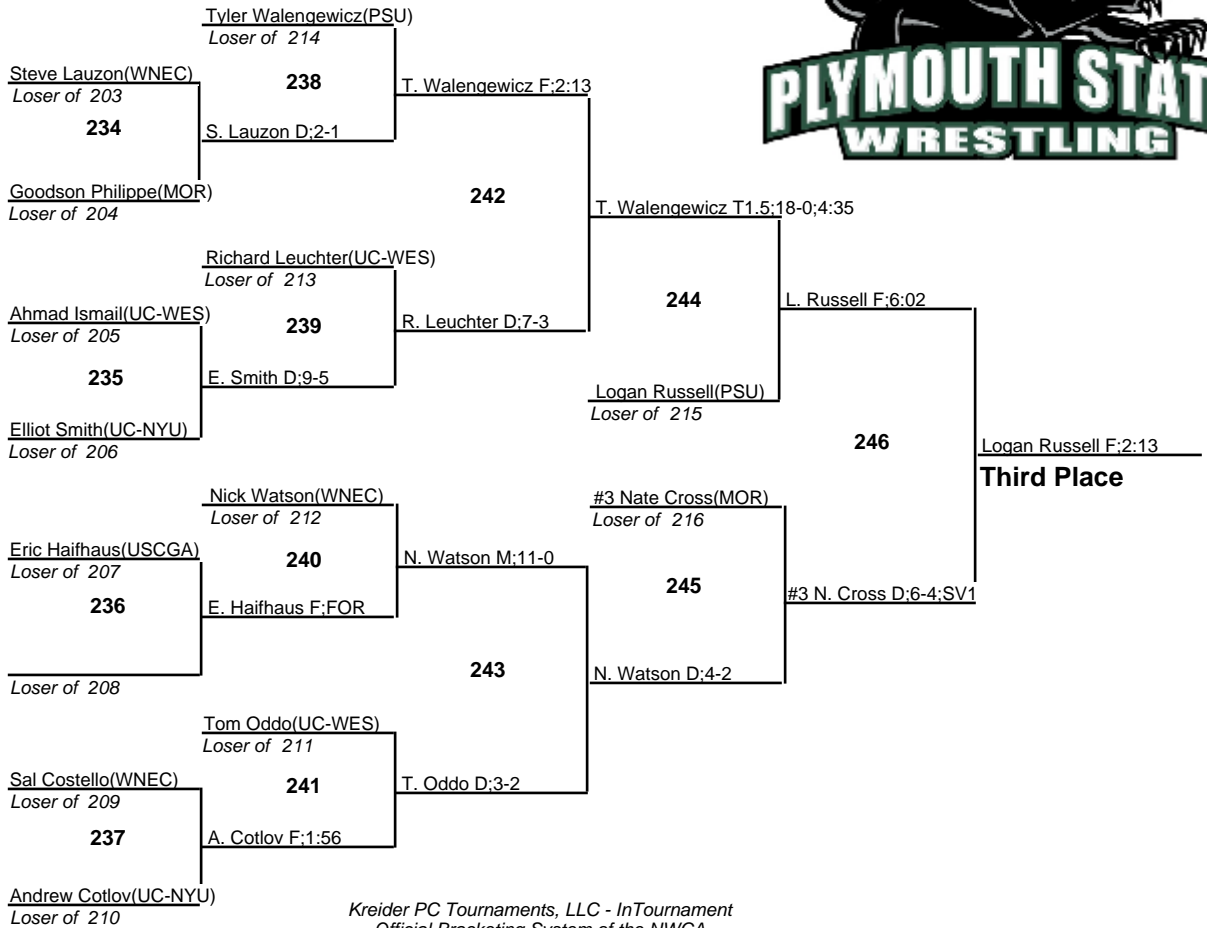 Tyler Walengewicz(PSU)
Loser of 214
Steve Lauzon(WNEC)
Loser of 203
238
T. Walengewicz F;2:13
PLYMOUTH STAT
WRESTLING
234
S. Lauzon D;2-1
Goodson Philippe(MOR)
Loser of 204
242
T. Walengewicz T1.5;18-0;4:35
Richard Leuchter(UC-WES)
Loser of 213
244
L. Russell F;6:02
Ahmad Ismail(UC-WES)
Loser of 205
239
R. Leuchter D;7-3
235
E. Smith D;9-5
Logan Russell(PSU)
Loser of 215
Elliot Smith(UC-NYU)
Loser of 206
246
Logan Russell F;2:13
Third Place
Nick Watson(WNEC)
Loser of 212
#3 Nate Cross(MOR)
Loser of 216
Eric Haifhaus(USCGA)
Loser of 207
240
N. Watson M;11-0
245
236
E. Haifhaus F;FOR
#3 N. Cross D;6-4;SV1
Loser of 208
243
N. Watson D;4-2
Tom Oddo(UC-WES)
Loser of 211
Sal Costello(WNEC)
Loser of 209
241
T. Oddo D;3-2
237
A. Cotlov F;1:56
Andrew Cotlov(UC-NYU)
Loser of 210
Kreider PC Tournaments, LLC - InTournament
Official Bracketing System of the NWCA